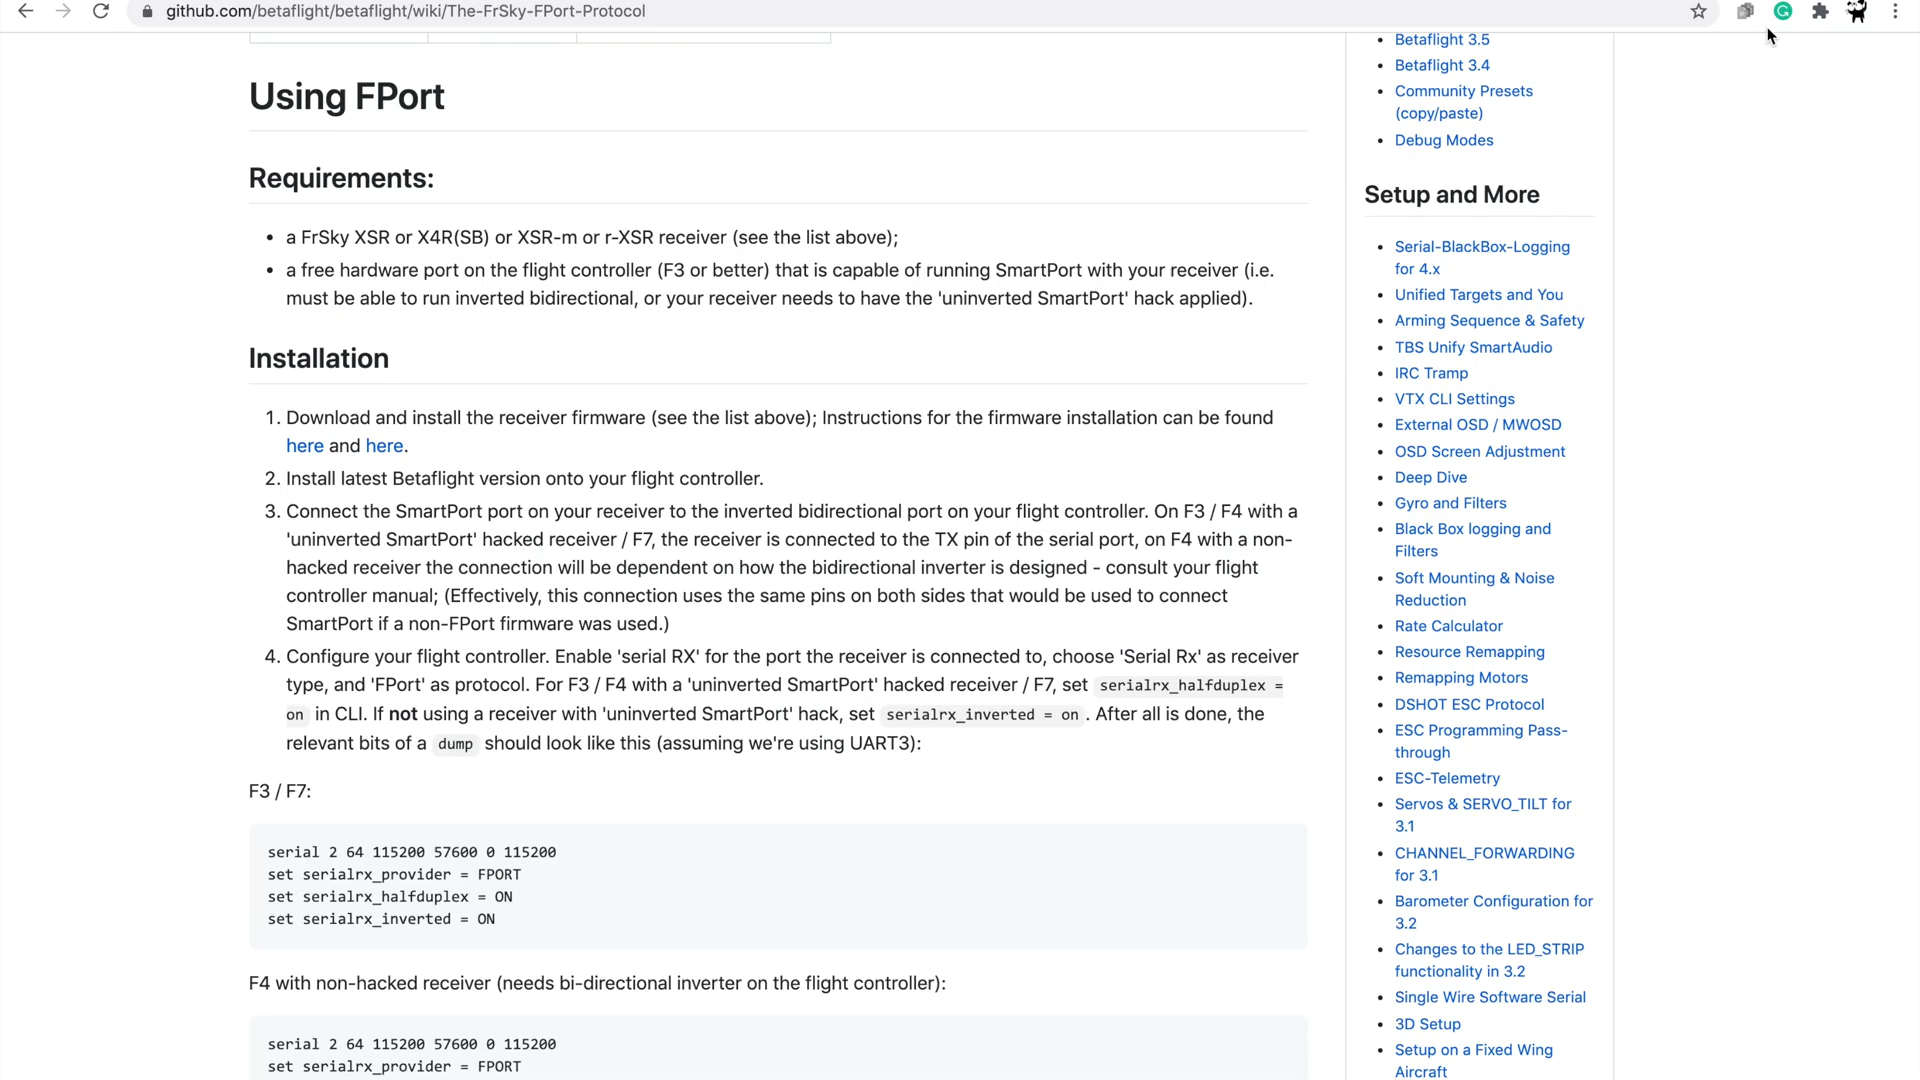 github.com/betaflight/betaflight/wiki/The-FrSky-FPort-Protocol
Using FPort
Requirements:
• a FrSky XSR or X4R(SB) or XSR-m or r-XSR receiver (see the list above);
• a free hardware port on the flight controller (F3 or better) that is capable of running SmartPort with your receiver (i.e.
must be able to run inverted bidirectional, or your receiver needs to have the 'uninverted SmartPort' hack applied).
Installation
1. Download and install the receiver firmware (see the list above); Instructions for the firmware installation can be found
here and here.
2. Install latest Betaflight version onto your flight controller.
3. Connect the SmartPort port on your receiver to the inverted bidirectional port on your flight controller. On F3 / F4 with a
'uninverted SmartPort' hacked receiver / F7, the receiver is connected to the TX pin of the serial port, on F4 with a non-
hacked receiver the connection will be dependent on how the bidirectional inverter is designed - consult your flight
controller manual; (Effectively, this connection uses the same pins on both sides that would be used to connect
SmartPort if a non-FPort firmware was used.)
4. Configure your flight controller. Enable 'serial RX' for the port the receiver is connected to, choose 'Serial Rx' as receiver
type, and 'FPort' as protocol. For F3 / F4 with a 'uninverted SmartPort' hacked receiver / F7, set serialrx_halfduplex =
on in CLI. If not using a receiver with 'uninverted SmartPort' hack, set serialrx_inverted = on . After all is done, the
relevant bits of a dump should look like this (assuming we're using UART3):
F3 / F7:
serial 2 64 115200 57600 0 115200
set serialrx_provider = FPORT
set serialrx_halfduplex = ON
set serialrx_inverted = ON
F4 with non-hacked receiver (needs bi-directional inverter on the flight controller):
serial 2 64 115200 57600 0 115200
set serialrx_provider = FPORT
• Betaflight 3.5
• Betaflight 3.4
• Community Presets
(copy/paste)
• Debug Modes
Setup and More
• Serial-BlackBox-Logging
for 4.x
• Unified Targets and You
• Arming Sequence & Safety
• TBS Unify SmartAudio
• IRC Tramp
• VTX CLI Settings
• External OSD / MWOSD
• OSD Screen Adjustment
• Deep Dive
• Gyro and Filters
• Black Box logging and
Filters
• Soft Mounting & Noise
Reduction
• Rate Calculator
• Resource Remapping
• Remapping Motors
• DSHOT ESC Protocol
• ESC Programming Pass-
through
• ESC-Telemetry
• Servos & SERVO_TILT for
3.1
• CHANNEL_FORWARDING
for 3.1
• Barometer Configuration for
3.2
• Changes to the LED_STRIP
functionality in 3.2
• Single Wire Software Serial
• 3D Setup
• Setup on a Fixed Wing
Aircraft